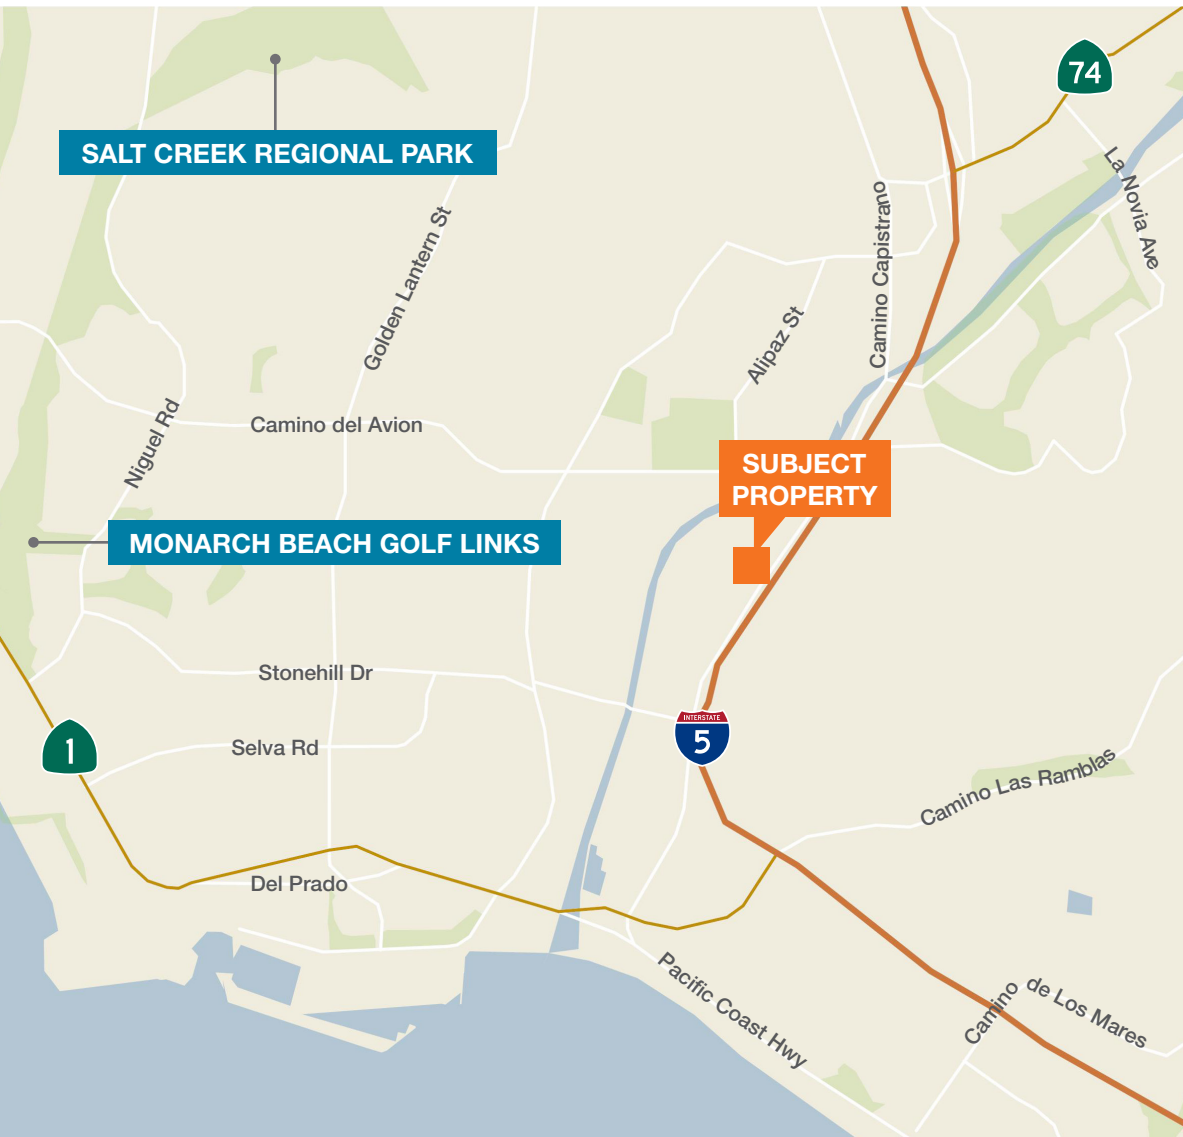 74
SALT CREEK REGIONAL PARK
La Novia Ave
Camino Capistrano
Golden Lantern St
Alipaz St
Niguel Rd
Camino del Avion
SUBJECT
PROPERTY
MONARCH BEACH GOLF LINKS
Stonehill Dr
INTERSTATE
5
1
Selva Rd
Camino Las Ramblas
Del Prado
Pacific Coast Hwy
Camino de Los Mares